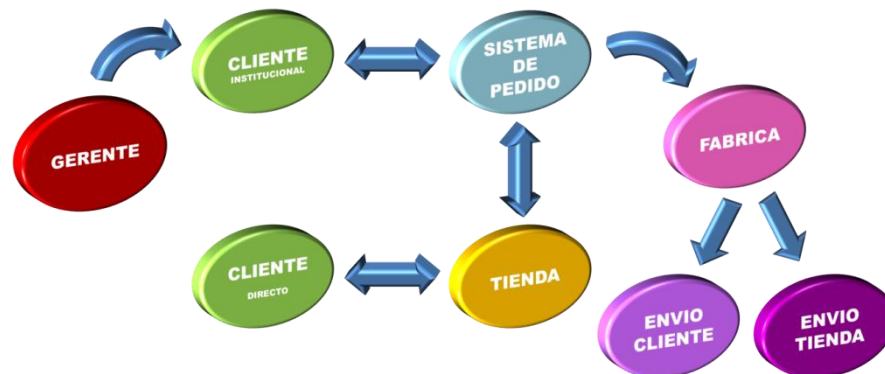 CLIENTE
INSTITUCIONAL
SISTEMA
DE
PEDIDO
GERENTE
FABRICA
CLIENTE
DIRECTO
TIENDA
ENVIO
CLIENTE
ENVIO
TIENDA